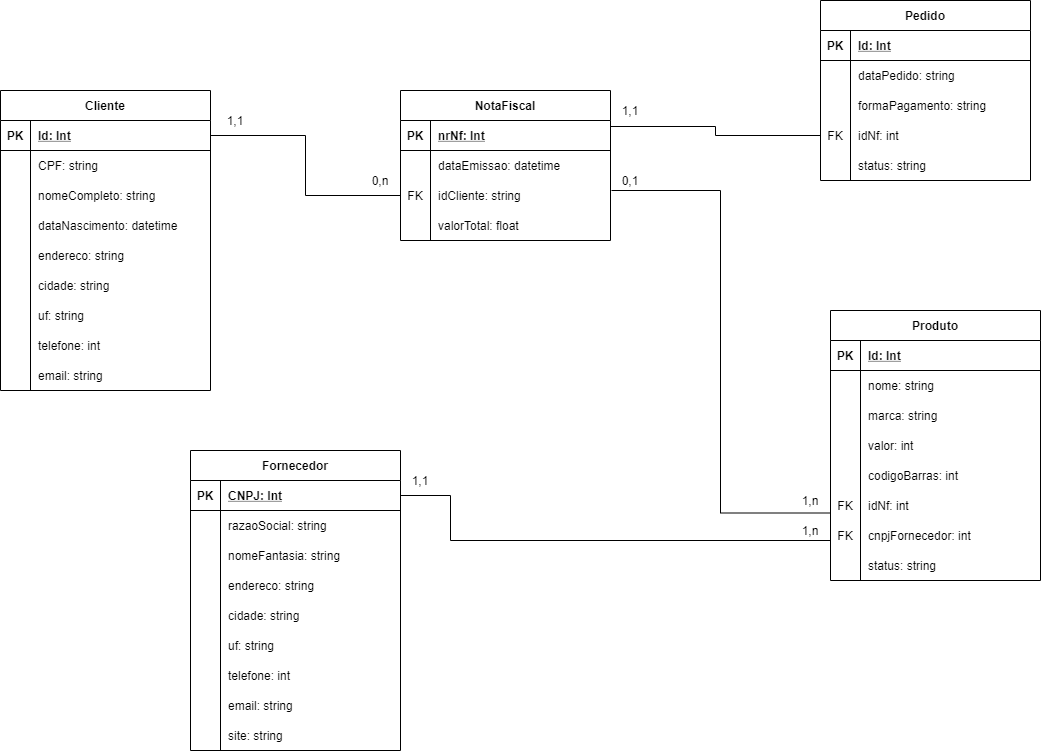 Pedido
PK Id: Int
dataPedido: string
formaPagamento: string
FK idNf: int
status: string
Cliente
PK Id: Int
CPF: string
nomeCompleto: string
dataNascimento: datetime
endereco: string
cidade: string
uf: string
telefone: int
email: string
1,1
0,n
NotaFiscal
PK nrNf: Int
dataEmissao: datetime
FK idCliente: string
valorTotal: float
1,1
0,1
Produto
PK Id: Int
nome: string
marca: string
valor: int
codigoBarras: int
FK idNf: int
FK cnpjFornecedor: int
status: string
1,n
1,n
Fornecedor
PK CNPJ: Int
razaoSocial: string
nomeFantasia: string
endereco: string
cidade: string
uf: string
telefone: int
email: string
site: string
1,1